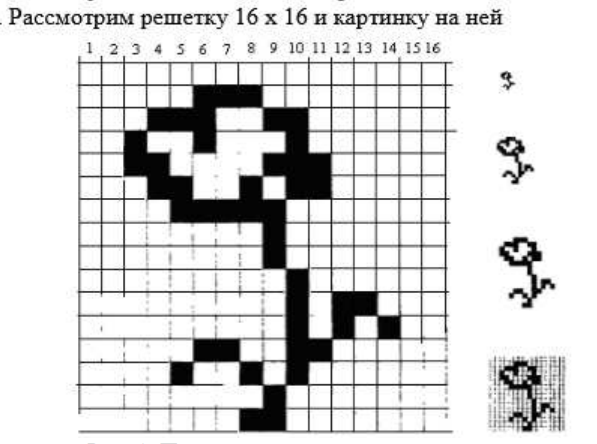 . Рассмотрим решетку 16 х 16 и картинку на ней
1 2 3 4 5 6 7 8 9 10 11 12 13 14 15 16